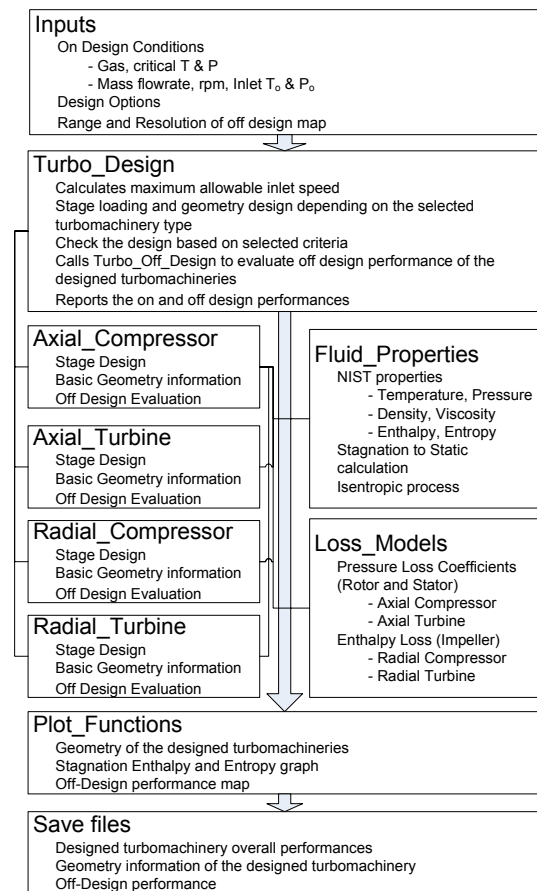 Inputs
On Design Conditions
- Gas, critical T & P
- Mass flowrate, rpm, Inlet Tₒ & Pₒ
Design Options
Range and Resolution of off design map
Turbo_Design
Calculates maximum allowable inlet speed
Stage loading and geometry design depending on the selected
turbomachinery type
Check the design based on selected criteria
Calls Turbo_Off_Design to evaluate off design performance of the
designed turbomachineries
Reports the on and off design performances
Axial_Compressor
Stage Design
Basic Geometry information
Off Design Evaluation
Axial_Turbine
Stage Design
Basic Geometry information
Off Design Evaluation
Radial_Compressor
Stage Design
Basic Geometry information
Off Design Evaluation
Radial_Turbine
Stage Design
Basic Geometry information
Off Design Evaluation
Fluid_Properties
NIST properties
- Temperature, Pressure
- Density, Viscosity
- Enthalpy, Entropy
Stagnation to Static
calculation
Isentropic process
Loss_Models
Pressure Loss Coefficients
(Rotor and Stator)
- Axial Compressor
- Axial Turbine
Enthalpy Loss (Impeller)
- Radial Compressor
- Radial Turbine
Plot_Functions
Geometry of the designed turbomachineries
Stagnation Enthalpy and Entropy graph
Off-Design performance map
Save files
Designed turbomachinery overall performances
Geometry information of the designed turbomachinery
Off-Design performance